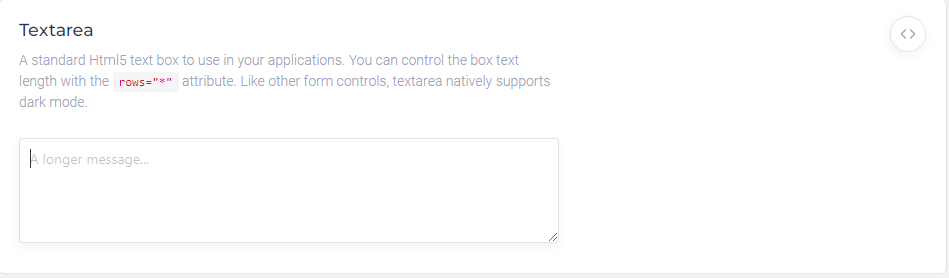 Textarea
A standard Html5 text box to use in your applications. You can control the box text
length with the rows="*" attribute. Like other form controls, textarea natively supports
dark mode.
A longer message...